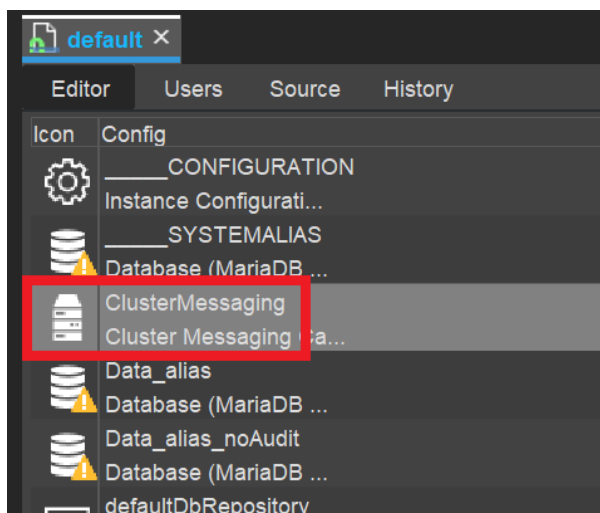 default ×
Editor Users Source History
Icon Config
_____CONFIGURATION
Instance Configurati...
_____SYSTEMALIAS
Database (MariaDB ...
ClusterMessaging
Cluster Messaging Ca...
Data_alias
Database (MariaDB ...
Data_alias_noAudit
Database (MariaDB ...
defaultDbRepository